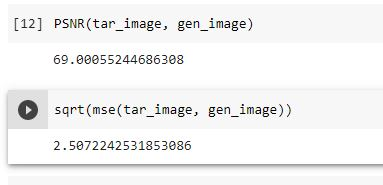 [12] PSNR(tar_image, gen_image)
69.00055244686308
sqrt(mse(tar_image, gen_image))
2.5072242531853086